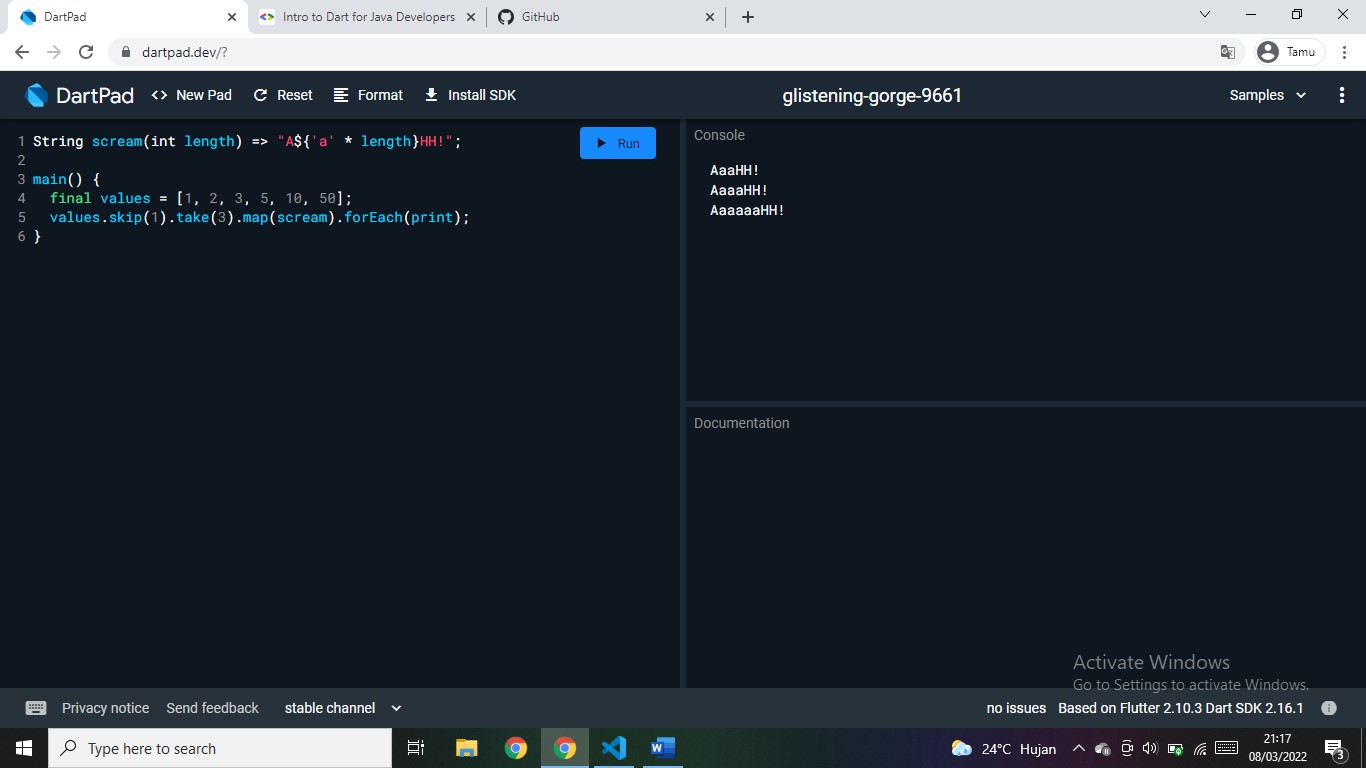 DartPad
Intro to Dart for Java Developers
GitHub
dartpad.dev/?
Tamu
DartPad
<> New Pad
Reset
Format
Install SDK
glistening-gorge-9661
Samples
1 String scream(int length) => "A${'a' * length}HH!";
2
3 main() {
4   final values = [1, 2, 3, 5, 10, 50];
5   values.skip(1).take(3).map(scream).forEach(print);
6 }
Run
Console
AaaHH!
AaaaHH!
AaaaaaHH!
Documentation
Activate Windows
Go to Settings to activate Windows.
Privacy notice
Send feedback
stable channel
no issues
Based on Flutter 2.10.3 Dart SDK 2.16.1
Type here to search
24°C Hujan
21:17
08/03/2022
3